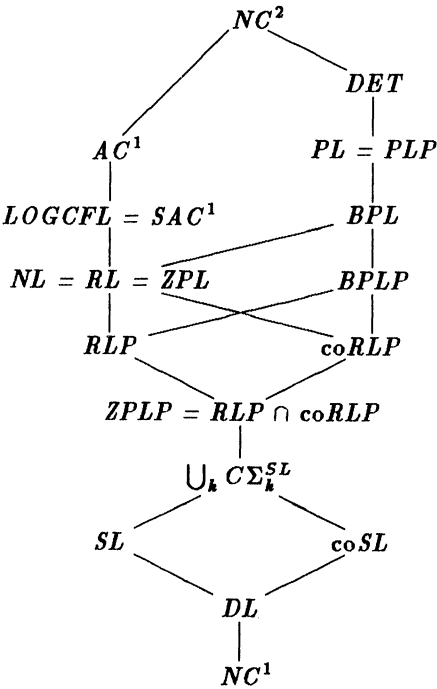 NC²
DET
AC¹
PL = PLP
LOGCFL = SAC¹
BPL
NL = RL = ZPL
BPLP
RLP
coRLP
ZPLP = RLP ∩ coRLP
⋃ₖ CΣₖ^SL
SL
coSL
DL
NC¹